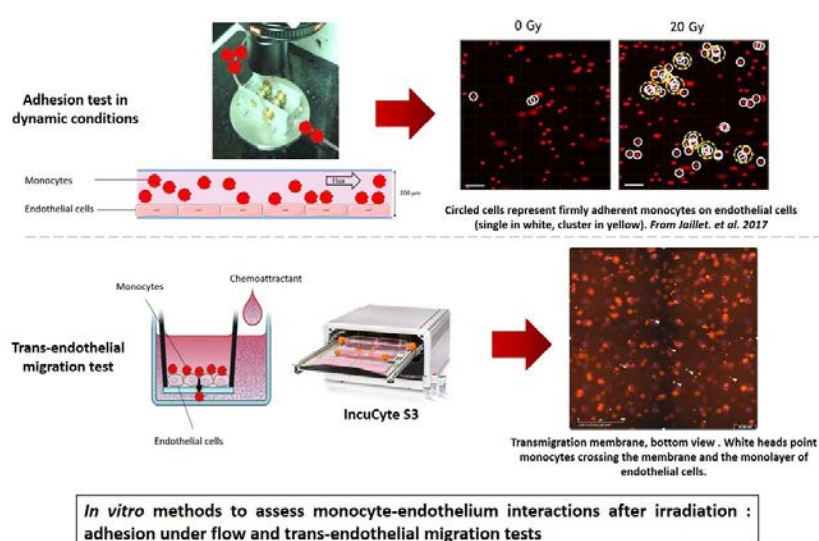 0 Gy
20 Gy
Adhesion test in
dynamic conditions
Monocytes
Flux
Endothelial cells
Circled cells represent firmly adherent monocytes on endothelial cells
(single in white, cluster in yellow). From Jaillet. et al. 2017
Chemoattractant
Monocytes
Trans-endothelial
migration test
IncuCyte S3
Endothelial cells
Transmigration membrane, bottom view . White heads point
monocytes crossing the membrane and the monolayer of
endothelial cells.
In vitro methods to assess monocyte-endothelium interactions after irradiation :
adhesion under flow and trans-endothelial migration tests